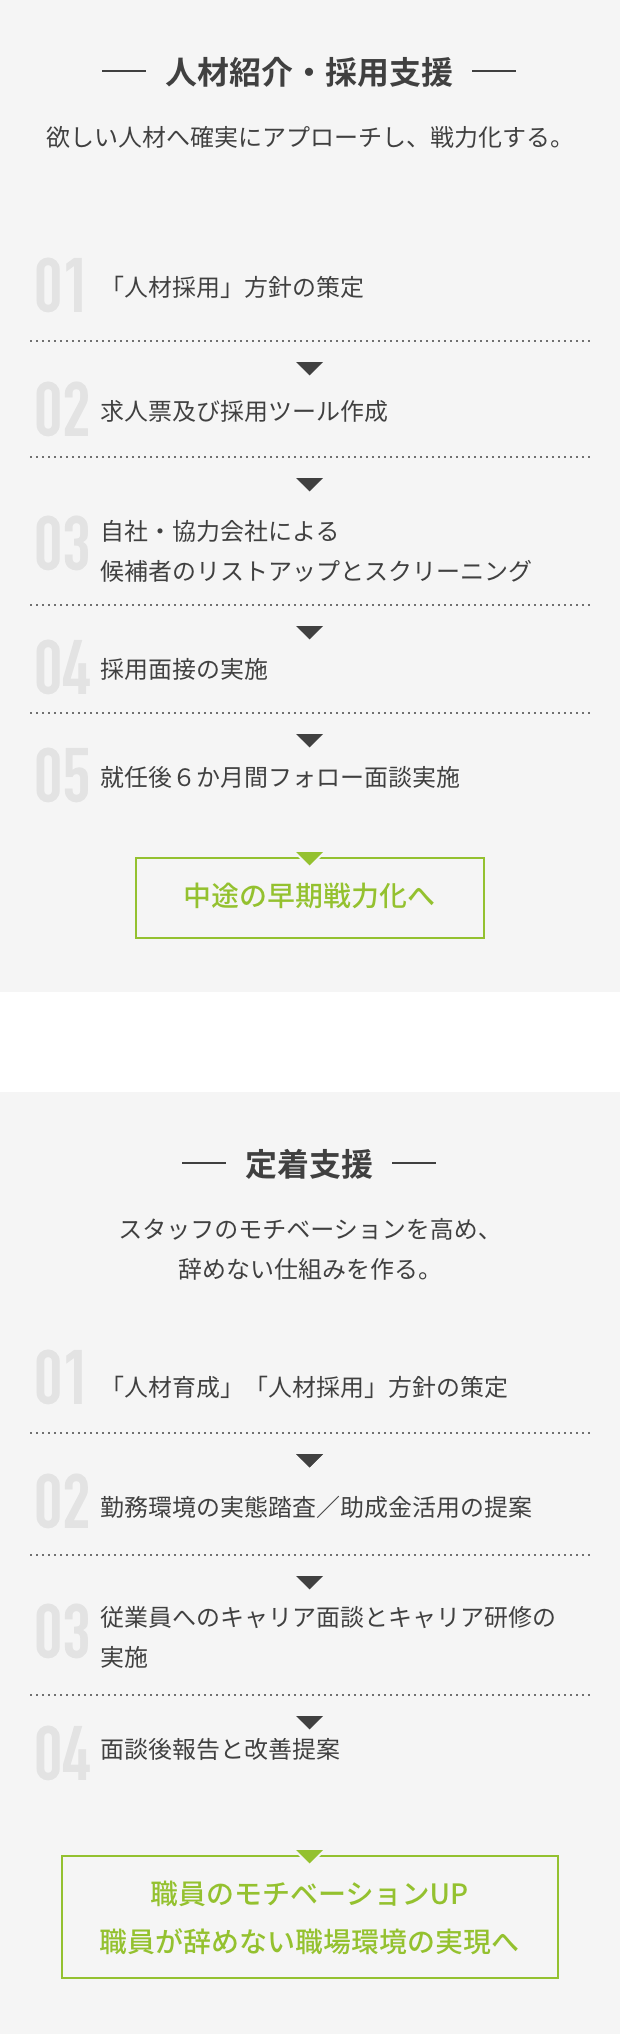 人材紹介・採用支援
欲しい人材へ確実にアプローチし、戦力化する。
01 「人材採用」方針の策定
02 求人票及び採用ツール作成
03 自社・協力会社による
候補者のリストアップとスクリーニング
04 採用面接の実施
05 就任後６か月間フォロー面談実施
中途の早期戦力化へ
定着支援
スタッフのモチベーションを高め、
辞めない仕組みを作る。
01 「人材育成」「人材採用」方針の策定
02 勤務環境の実態踏査／助成金活用の提案
03 従業員へのキャリア面談とキャリア研修の
実施
04 面談後報告と改善提案
職員のモチベーションUP
職員が辞めない職場環境の実現へ